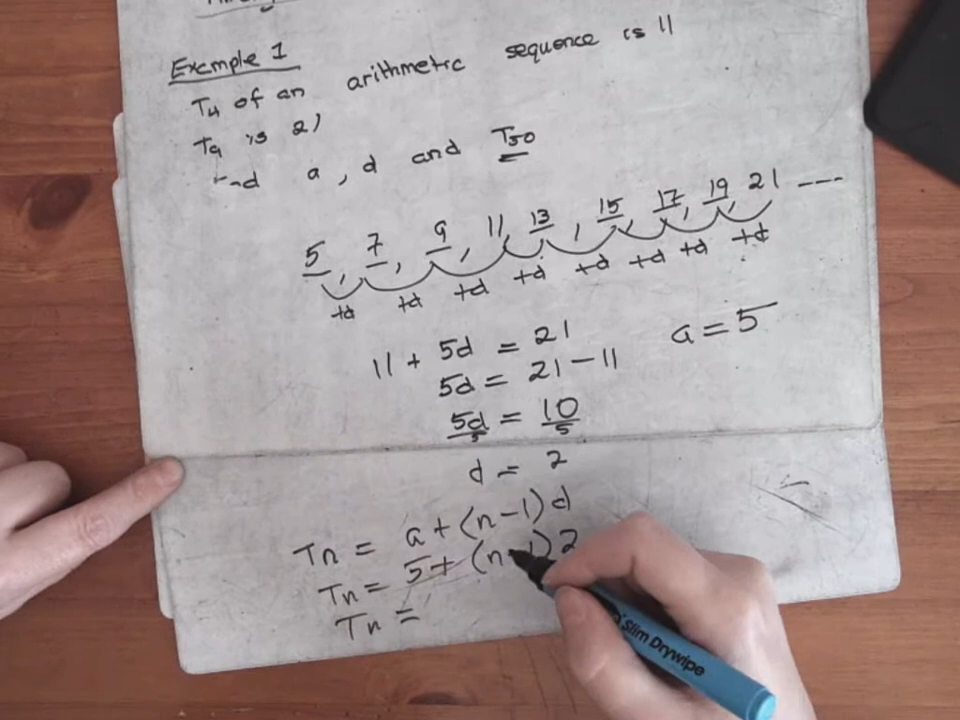 Example 1
T4 of an arithmetic sequence is 11
T9 is 21
a, d and T50
5, 7, 9, 11, 13, 15, 17, 19, 21 ---
+d +d +d +d +d +d +d +d
11 + 5d = 21
a = 5
5d = 21 - 11
5d/5 = 10/5
d = 2
Tn = a + (n-1)d
Tn = 5 + (n-1)2
Tn =
Slim Drywipe